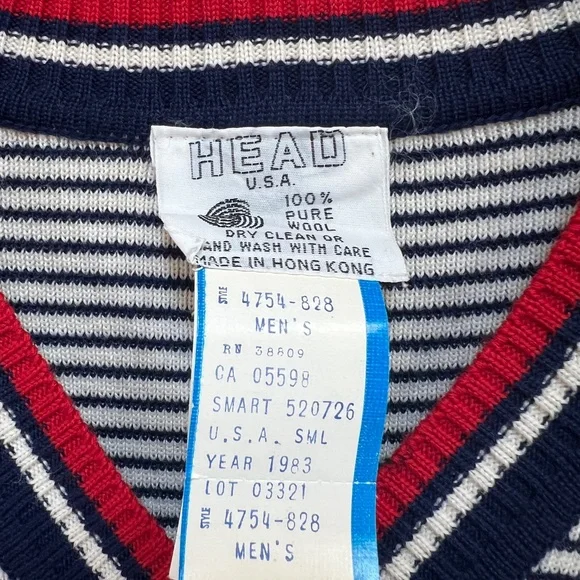 HEAD
U.S.A.
100%
PURE
WOOL
DRY CLEAN OR
HAND WASH WITH CARE
MADE IN HONG KONG
STYLE 4754-828
MEN'S
RN 38809
CA 05598
SMART 520726
U.S.A. SML
YEAR 1983
LOT 03321
STYLE 4754-828
MEN'S